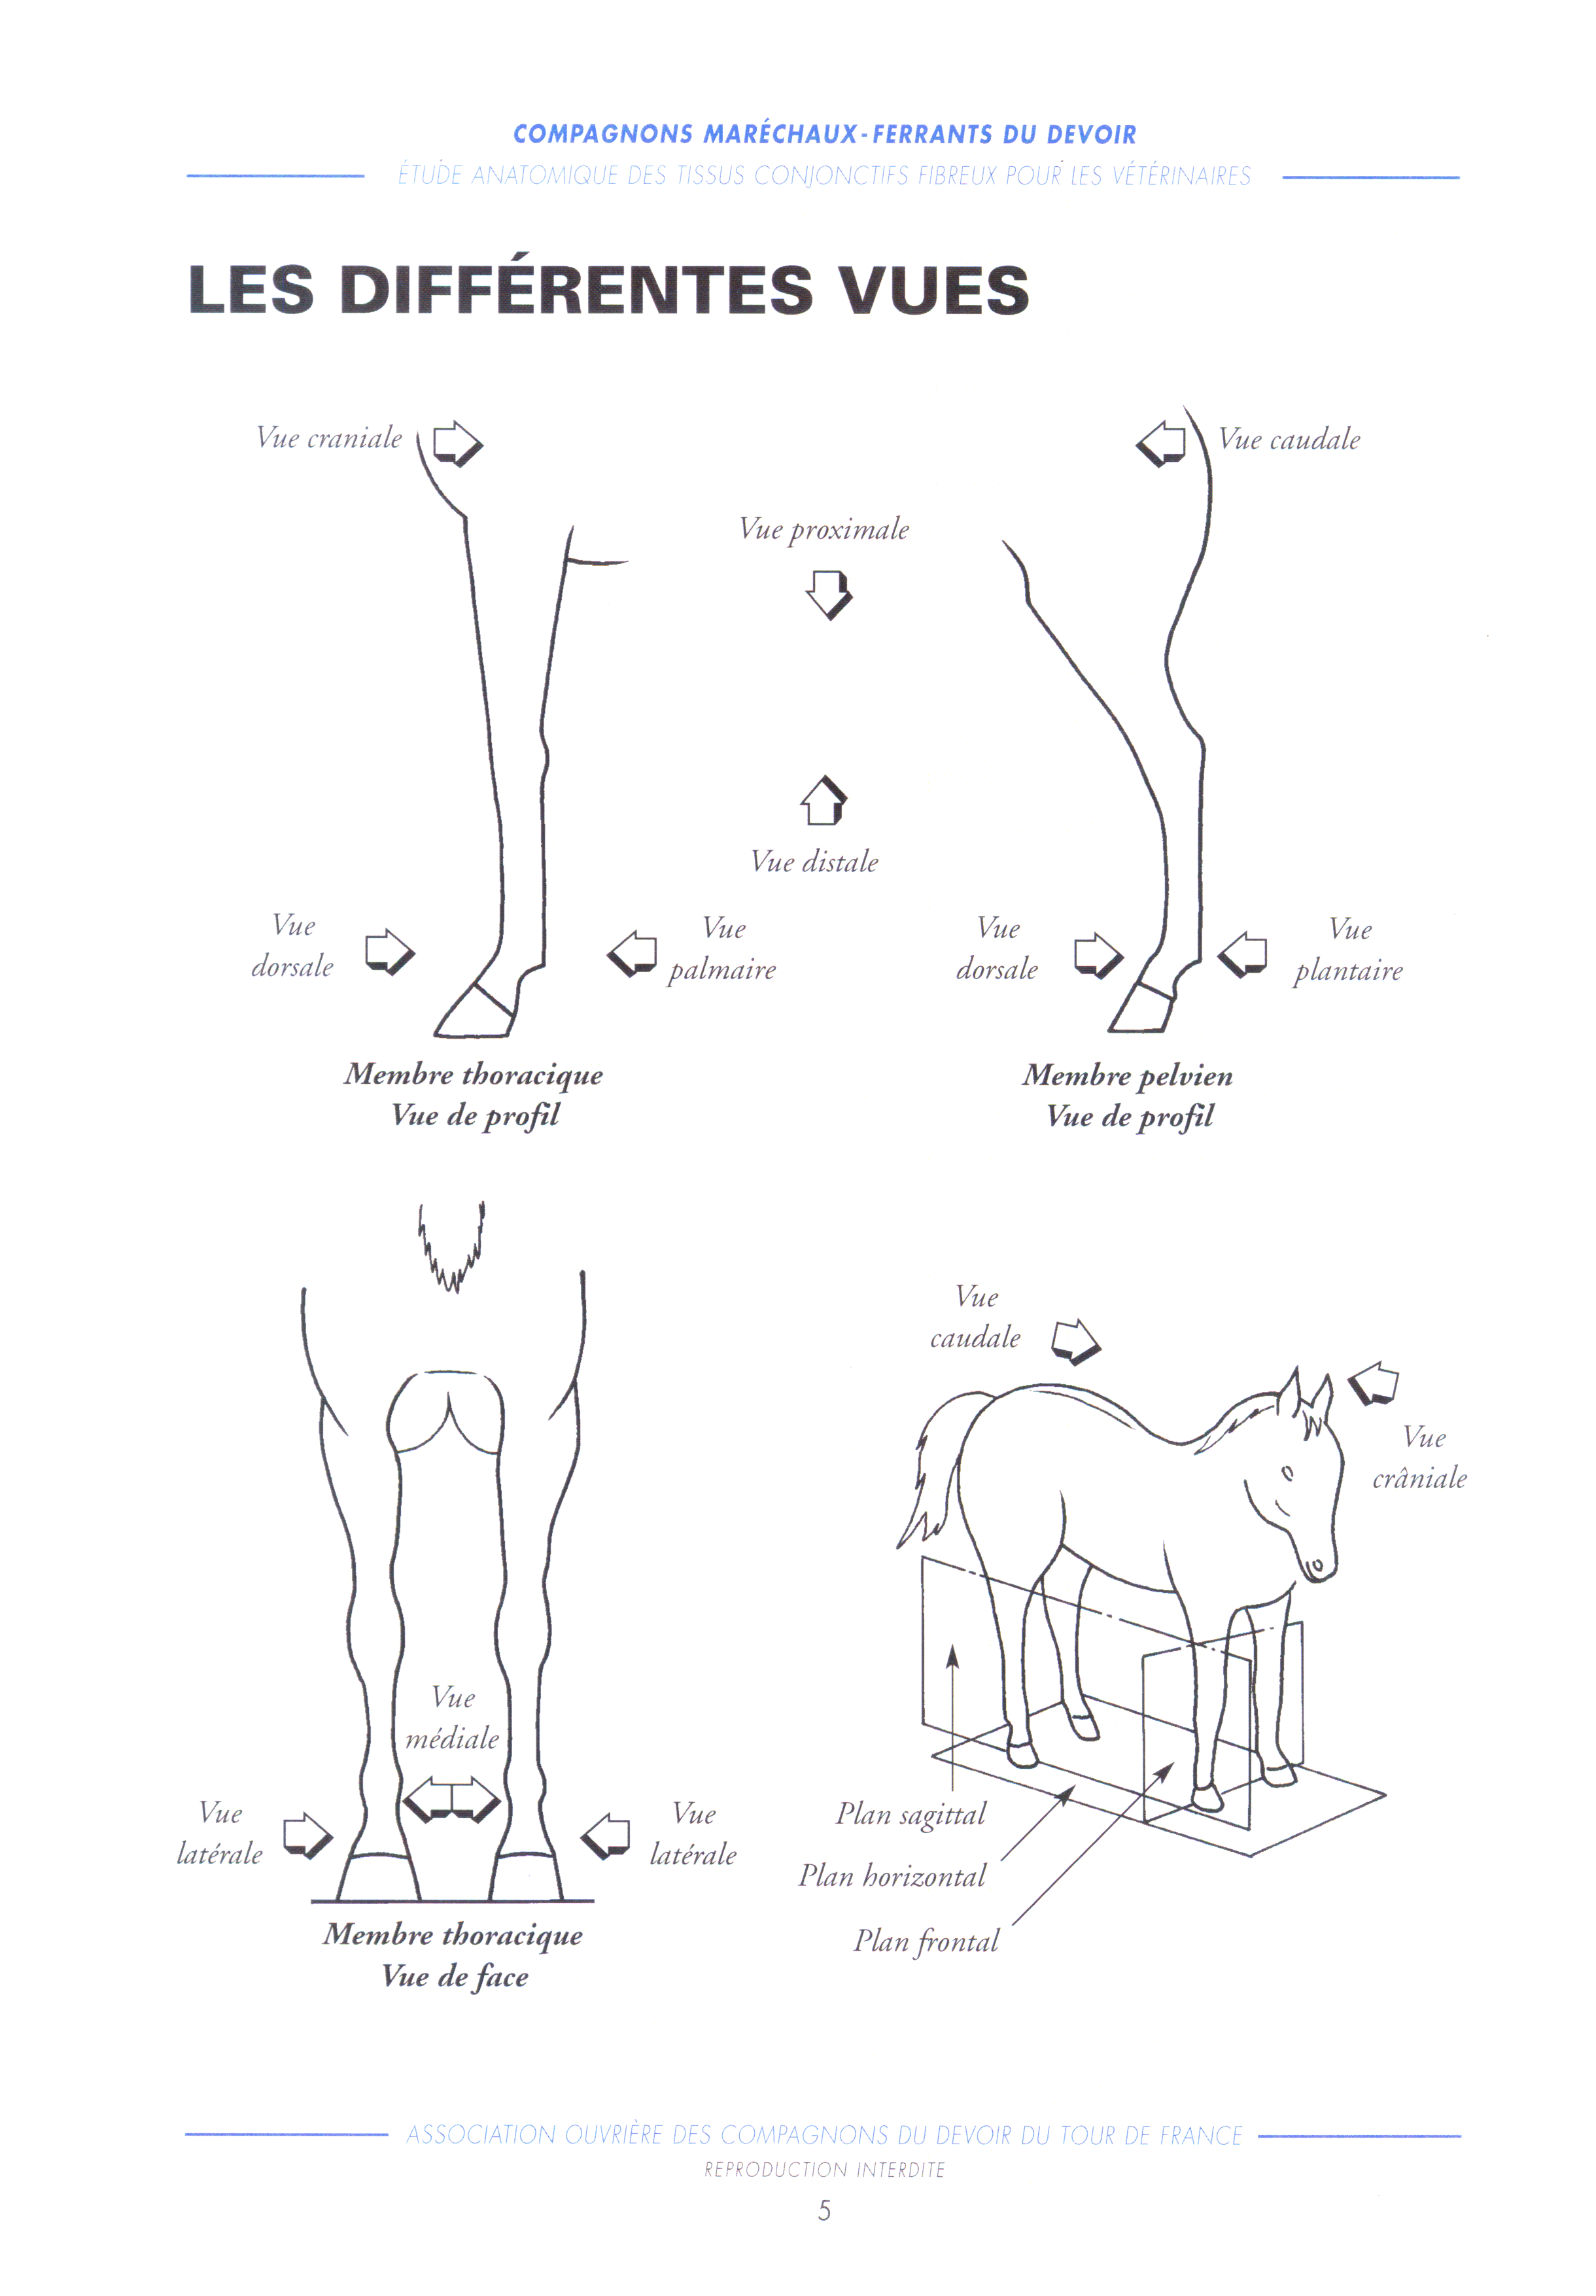 COMPAGNONS MARÉCHAUX-FERRANTS DU DEVOIR
ÉTUDE ANATOMIQUE DES TISSUS CONJONCTIFS FIBREUX POUR LES VÉTÉRINAIRES
LES DIFFÉRENTES VUES
Vue craniale
Vue caudale
Vue proximale
Vue distale
Vue
dorsale
Vue
palmaire
Vue
dorsale
Vue
plantaire
Membre thoracique
Vue de profil
Membre pelvien
Vue de profil
Vue
médiale
Vue
latérale
Vue
latérale
Membre thoracique
Vue de face
Vue
caudale
Vue
crâniale
Plan sagittal
Plan horizontal
Plan frontal
ASSOCIATION OUVRIÈRE DES COMPAGNONS DU DEVOIR DU TOUR DE FRANCE
REPRODUCTION INTERDITE
5